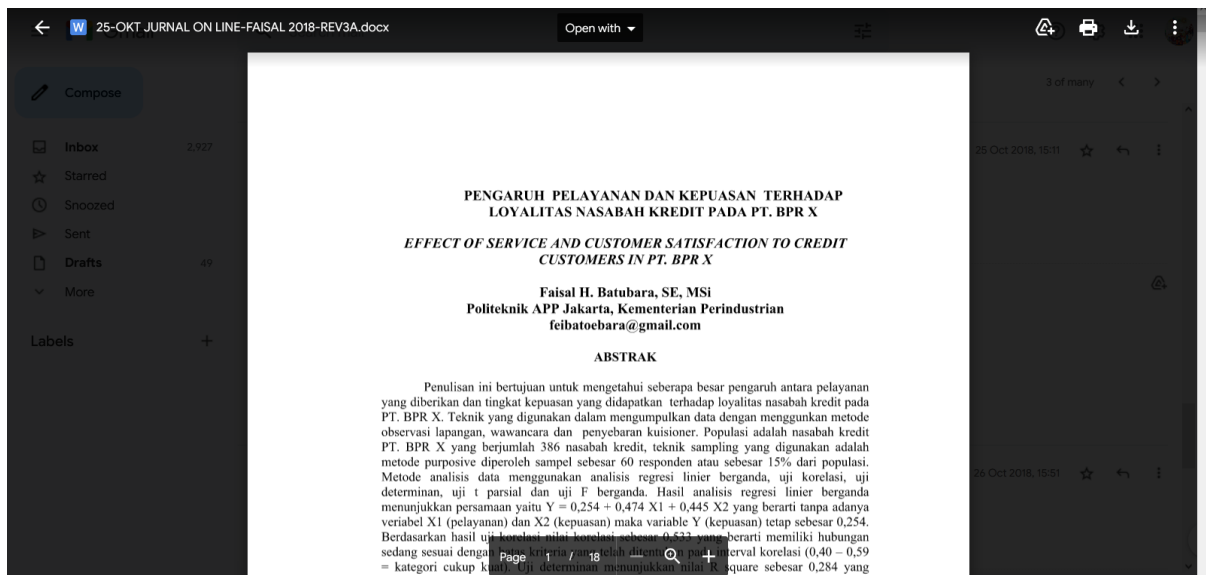 25-OKT JURNAL ON LINE-FAISAL 2018-REV3A.docx
Open with
Compose
3 of many
Inbox 2,927
25 Oct 2018, 15:11
Starred
Snoozed
Sent
Drafts 49
More
Labels
PENGARUH PELAYANAN DAN KEPUASAN TERHADAP
LOYALITAS NASABAH KREDIT PADA PT. BPR X
EFFECT OF SERVICE AND CUSTOMER SATISFACTION TO CREDIT
CUSTOMERS IN PT. BPR X
Faisal H. Batubara, SE, MSi
Politeknik APP Jakarta, Kementerian Perindustrian
feibatoebara@gmail.com
ABSTRAK
Penulisan ini bertujuan untuk mengetahui seberapa besar pengaruh antara pelayanan
yang diberikan dan tingkat kepuasan yang didapatkan terhadap loyalitas nasabah kredit pada
PT. BPR X. Teknik yang digunakan dalam mengumpulkan data dengan menggunkan metode
observasi lapangan, wawancara dan penyebaran kuisioner. Populasi adalah nasabah kredit
PT. BPR X yang berjumlah 386 nasabah kredit, teknik sampling yang digunakan adalah
metode purposive diperoleh sampel sebesar 60 responden atau sebesar 15% dari populasi.
Metode analisis data menggunakan analisis regresi linier berganda, uji korelasi, uji
determinan, uji t parsial dan uji F berganda. Hasil analisis regresi linier berganda
menunjukkan persamaan yaitu Y = 0,254 + 0,474 X1 + 0,445 X2 yang berarti tanpa adanya
veriabel X1 (pelayanan) dan X2 (kepuasan) maka variable Y (kepuasan) tetap sebesar 0,254.
Berdasarkan hasil uji korelasi nilai korelasi sebesar 0,533 yang berarti memiliki hubungan
sedang sesuai dengan batas kriteria yang telah ditentukan pada interval korelasi (0,40 – 0,59
= kategori cukup kuat). Uji determinan menunjukkan nilai R square sebesar 0,284 yang
Page 1 / 18
26 Oct 2018, 15:51